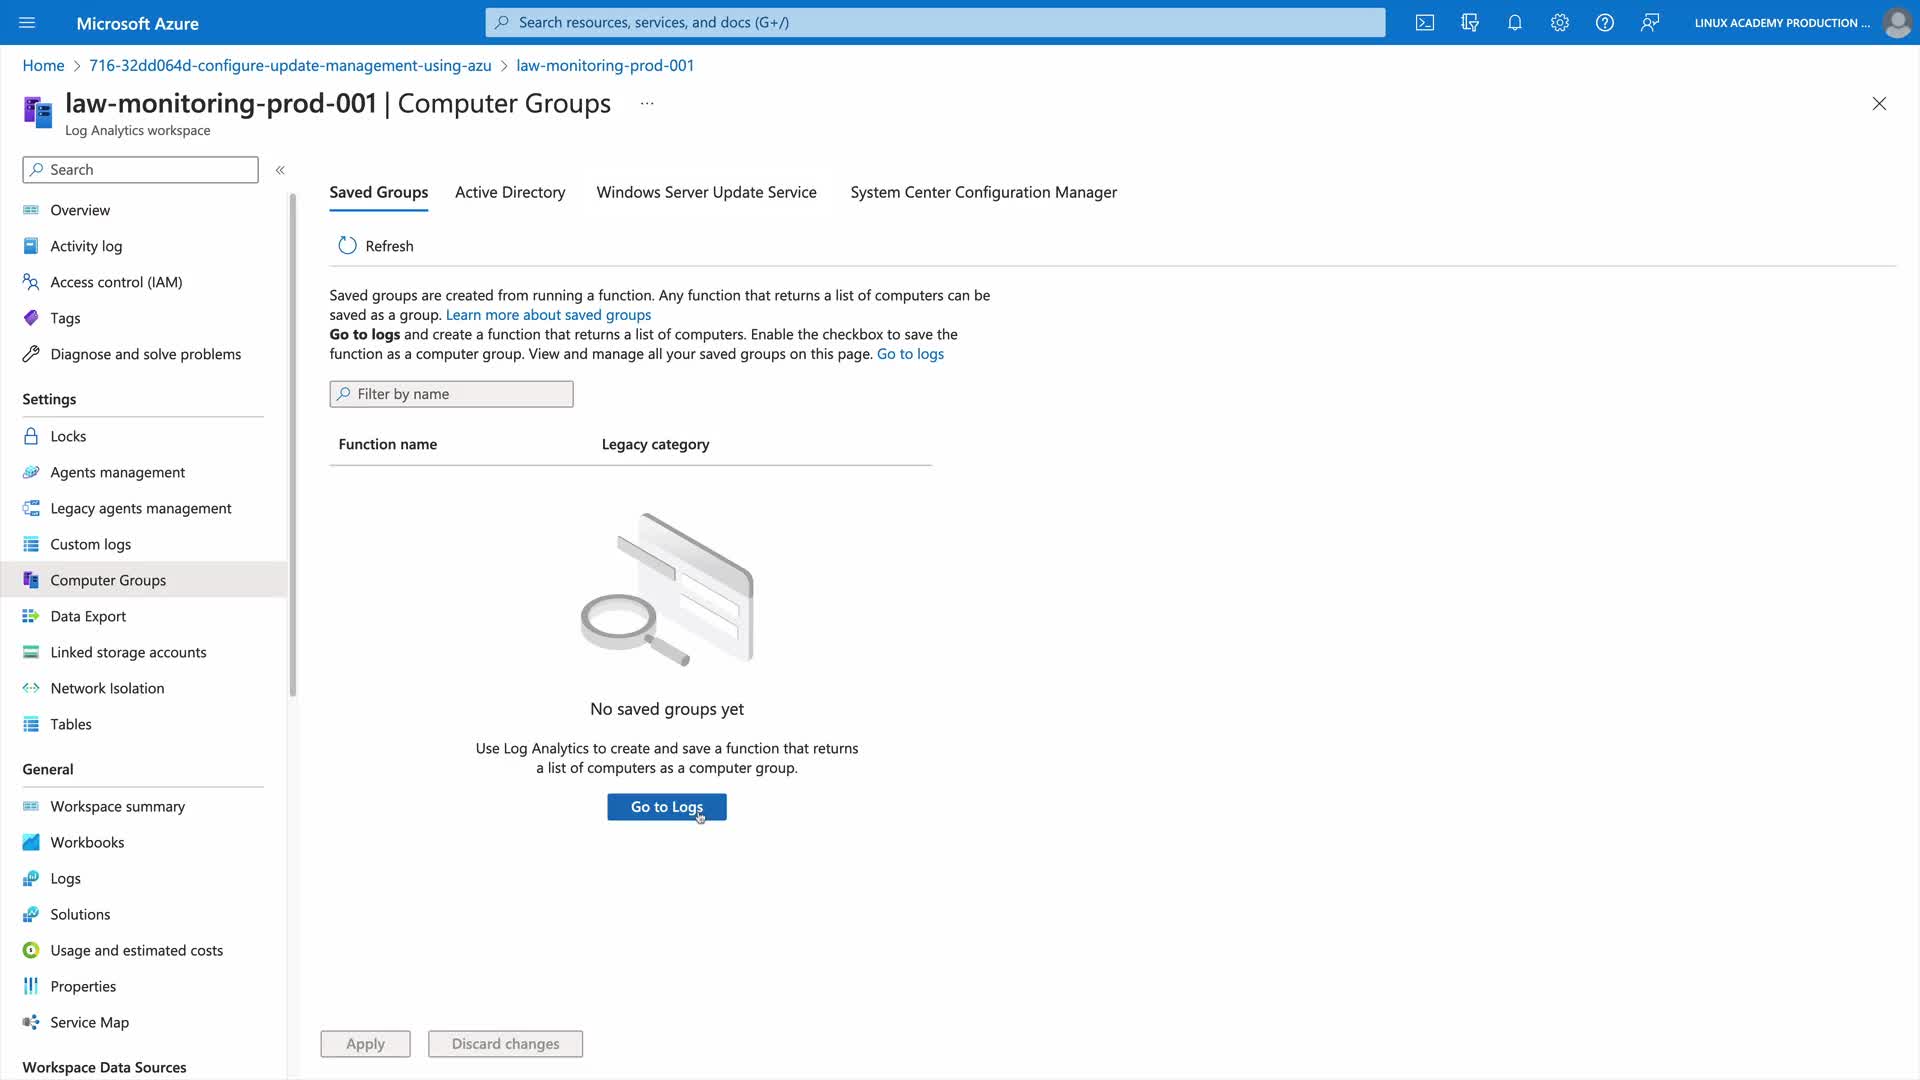 Microsoft Azure
Search resources, services, and docs (G+/)
LINUX ACADEMY PRODUCTION ...
Home > 716-32dd064d-configure-update-management-using-azu > law-monitoring-prod-001
law-monitoring-prod-001 | Computer Groups ...
Log Analytics workspace
Search
«
Overview
Activity log
Access control (IAM)
Tags
Diagnose and solve problems
Settings
Locks
Agents management
Legacy agents management
Custom logs
Computer Groups
Data Export
Linked storage accounts
Network Isolation
Tables
General
Workspace summary
Workbooks
Logs
Solutions
Usage and estimated costs
Properties
Service Map
Workspace Data Sources
Saved Groups Active Directory Windows Server Update Service System Center Configuration Manager
Refresh
Saved groups are created from running a function. Any function that returns a list of computers can be
saved as a group. Learn more about saved groups
Go to logs and create a function that returns a list of computers. Enable the checkbox to save the
function as a computer group. View and manage all your saved groups on this page. Go to logs
Filter by name
Function name Legacy category
No saved groups yet
Use Log Analytics to create and save a function that returns
a list of computers as a computer group.
Go to Logs
Apply Discard changes